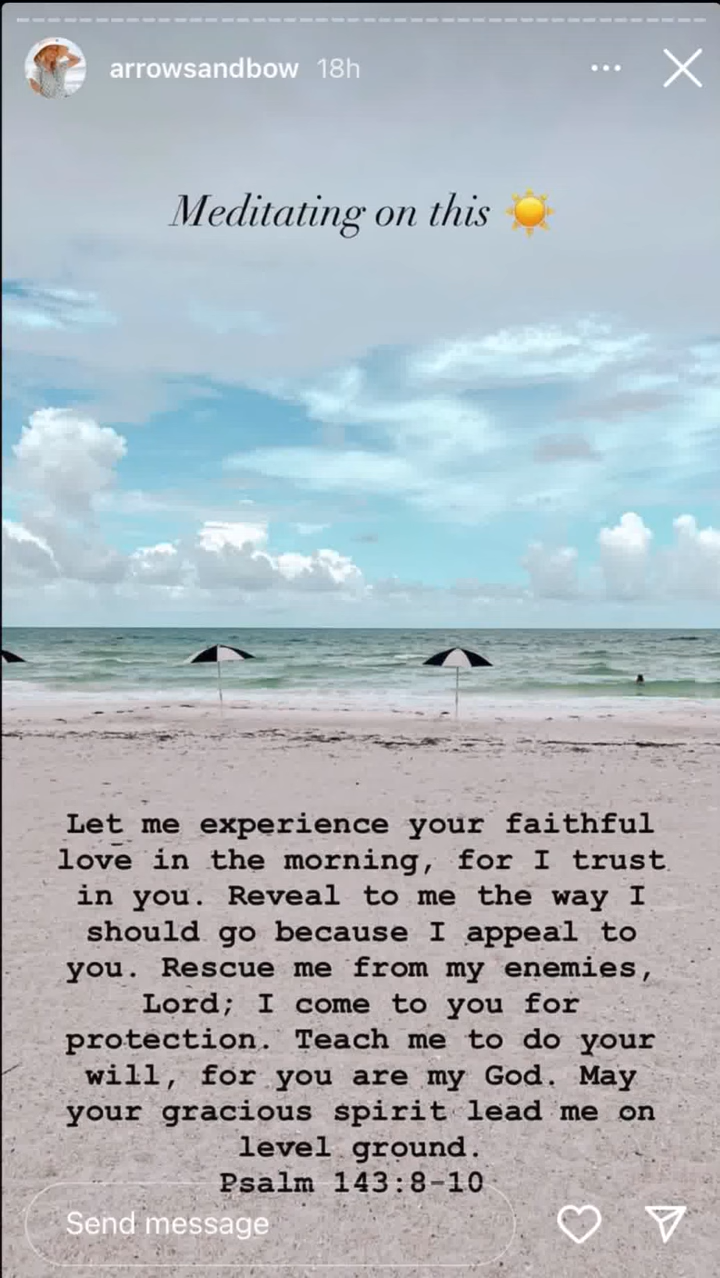 arrowsandbow 18h
Meditating on this ☀️
Let me experience your faithful
love in the morning, for I trust
in you. Reveal to me the way I
should go because I appeal to
you. Rescue me from my enemies,
Lord; I come to you for
protection. Teach me to do your
will, for you are my God. May
your gracious spirit lead me on
level ground.
Psalm 143:8-10
Send message